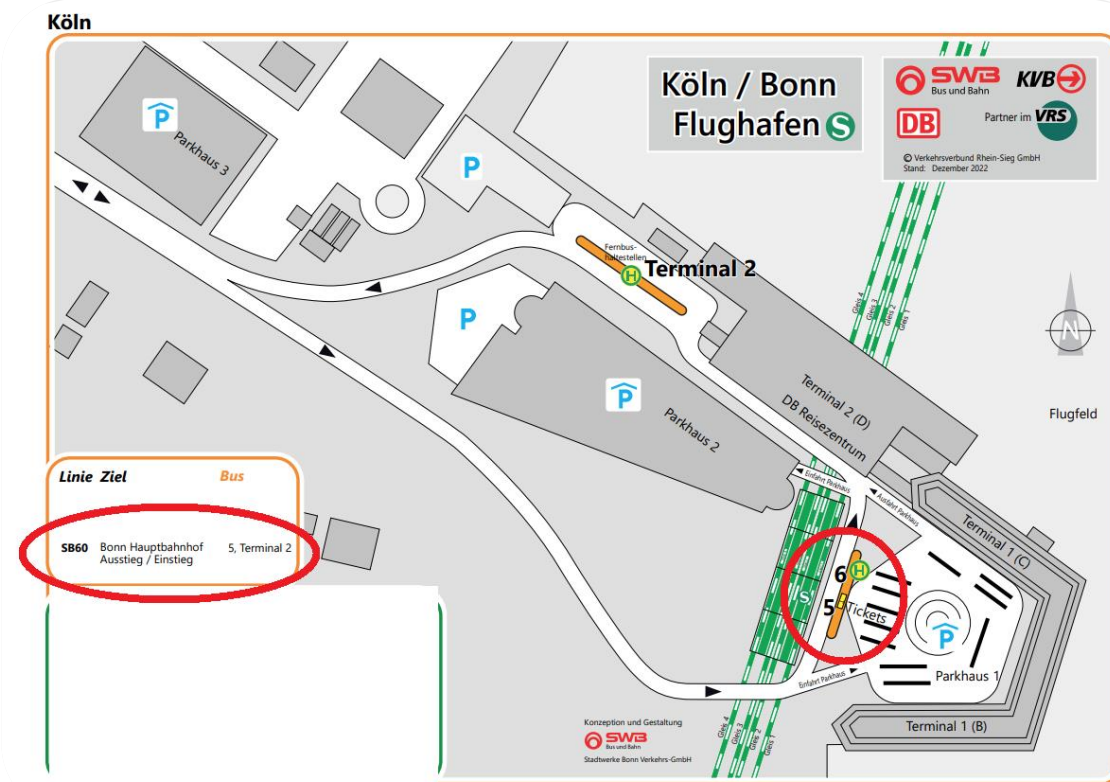 Köln
Köln / Bonn
Flughafen S
SWB
Bus und Bahn
KVB
DB
Partner im VRS
© Verkehrsverbund Rhein-Sieg GmbH
Stand: Dezember 2022
P
Parkhaus 3
P
Fernbus-
haltestellen
H
Terminal 2
Gleis 4
Gleis 3
Gleis 2
Gleis 1
N
Flugfeld
P
P
Parkhaus 2
Terminal 2 (D)
DB Reisezentrum
Einfahrt Parkhaus
Ausfahrt Parkhaus
Terminal 1 (C)
Linie Ziel Bus
SB60 Bonn Hauptbahnhof 5, Terminal 2
Ausstieg / Einstieg
6 H
S
5 Tickets
P
Parkhaus 1
Einfahrt Parkhaus
Terminal 1 (B)
Gleis 4
Gleis 3
Gleis 2
Gleis 1
Konzeption und Gestaltung
SWB
Bus und Bahn
Stadtwerke Bonn Verkehrs-GmbH